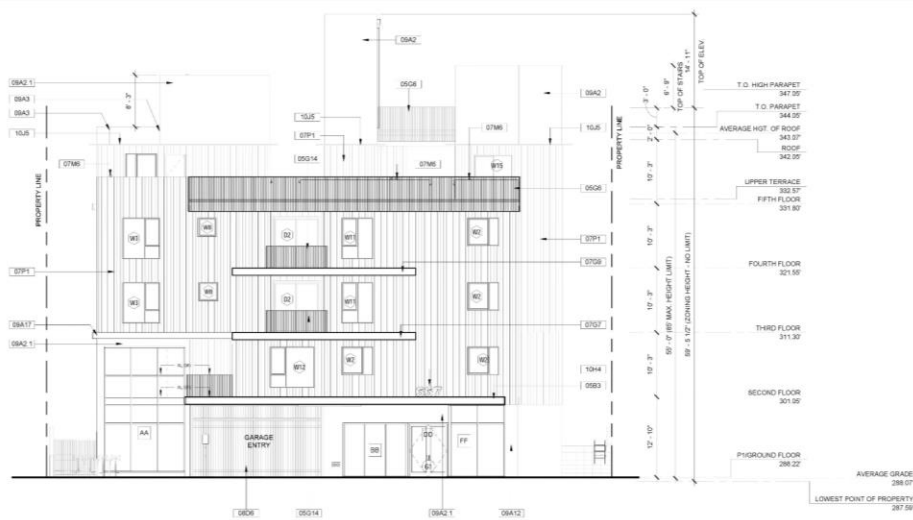 09A2
09A2.1
05G6
09A2
6' - 3"
09A3
09A3
10J5
10J5
07P1
07M6
10J5
07M6
05G14
07M6
W15
05G6
PROPERTY LINE
PROPERTY LINE
W3
W8
D2
W11
W2
07P1
07P1
07G9
W3
W8
D2
W11
W2
09A17
07G7
09A2.1
W12
W2
W2
10H4
05B3
AA
GARAGE
ENTRY
BB
DD
FF
08D6
05G14
09A2.1
09A12
14' - 11"
TOP OF ELEV.
6' - 9"
TOP OF STAIRS
3' - 0"
2' - 0"
10' - 3"
10' - 3"
10' - 3"
10' - 3"
12' - 10"
55' - 0" (65' MAX. HEIGHT LIMIT)
59' - 5 1/2" (ZONING HEIGHT - NO LIMIT)
T.O. HIGH PARAPET
347.05'
T.O. PARAPET
344.05'
AVERAGE HGT. OF ROOF
343.07'
ROOF
342.05'
UPPER TERRACE
332.57'
FIFTH FLOOR
331.80'
FOURTH FLOOR
321.55'
THIRD FLOOR
311.30'
SECOND FLOOR
301.05'
P1/GROUND FLOOR
288.22'
AVERAGE GRADE
288.07'
LOWEST POINT OF PROPERTY
287.59'